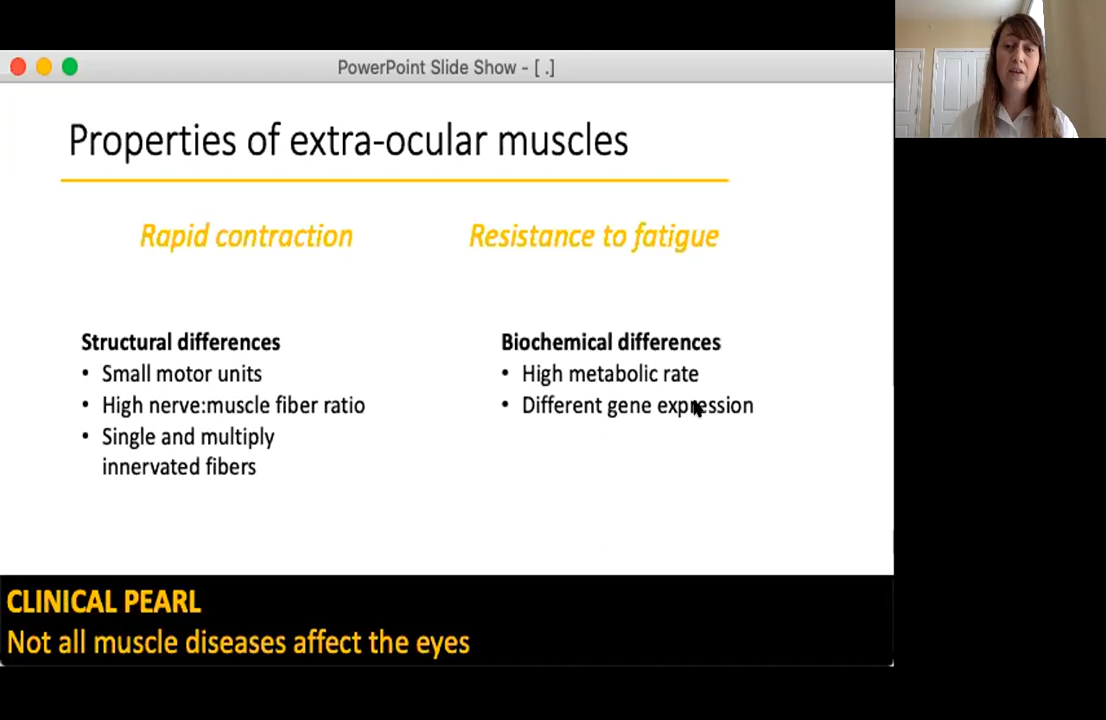 PowerPoint Slide Show - [ .]
Properties of extra-ocular muscles
Rapid contraction
Resistance to fatigue
Structural differences
• Small motor units
• High nerve:muscle fiber ratio
• Single and multiply
innervated fibers
Biochemical differences
• High metabolic rate
• Different gene expression
CLINICAL PEARL
Not all muscle diseases affect the eyes